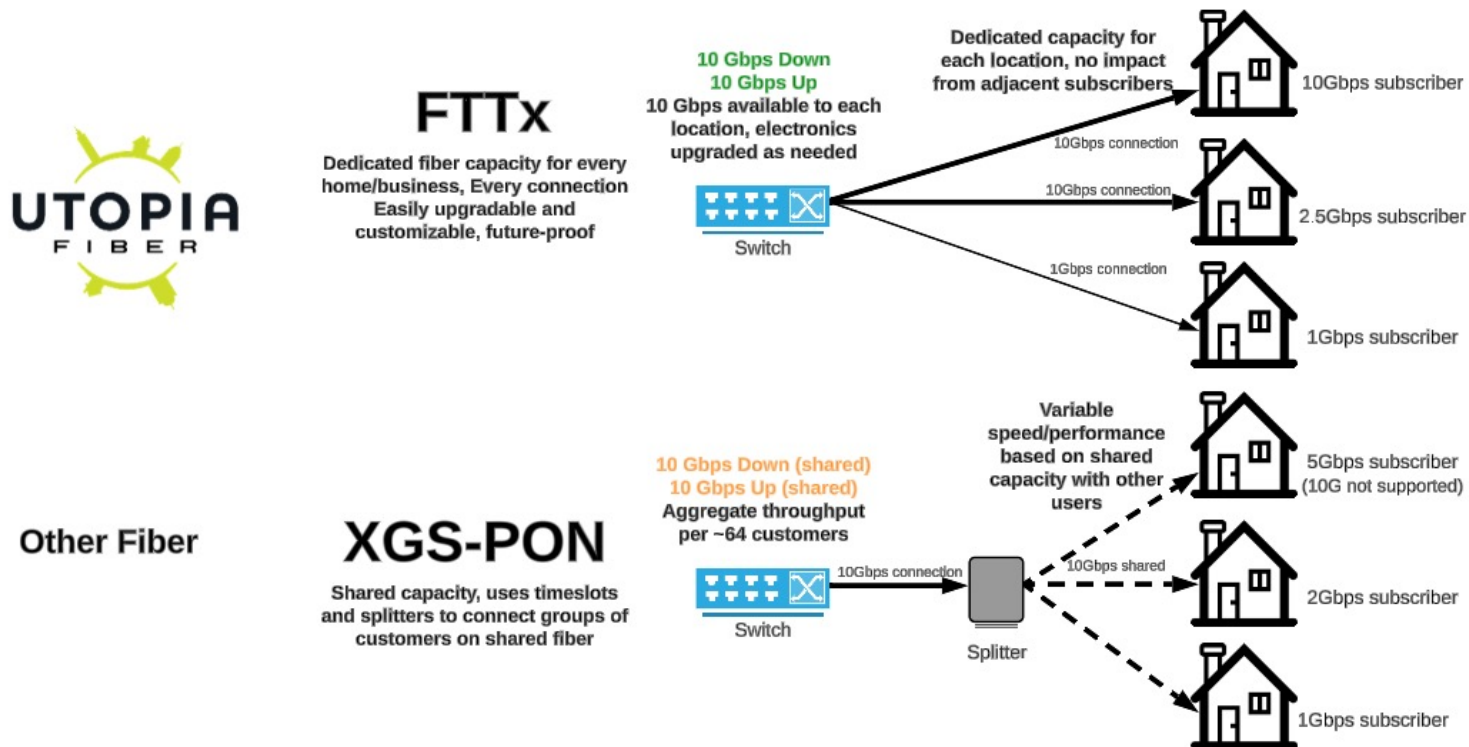 UTOPIA
FIBER
FTTx
Dedicated fiber capacity for every
home/business, Every connection
Easily upgradable and
customizable, future-proof
10 Gbps Down
10 Gbps Up
10 Gbps available to each
location, electronics
upgraded as needed
Switch
Dedicated capacity for
each location, no impact
from adjacent subscribers
10Gbps connection
10Gbps connection
1Gbps connection
10Gbps subscriber
2.5Gbps subscriber
1Gbps subscriber
Other Fiber
XGS-PON
Shared capacity, uses timeslots
and splitters to connect groups of
customers on shared fiber
10 Gbps Down (shared)
10 Gbps Up (shared)
Aggregate throughput
per ~64 customers
Switch
10Gbps connection
Splitter
Variable
speed/performance
based on shared
capacity with other
users
10Gbps shared
5Gbps subscriber
(10G not supported)
2Gbps subscriber
1Gbps subscriber